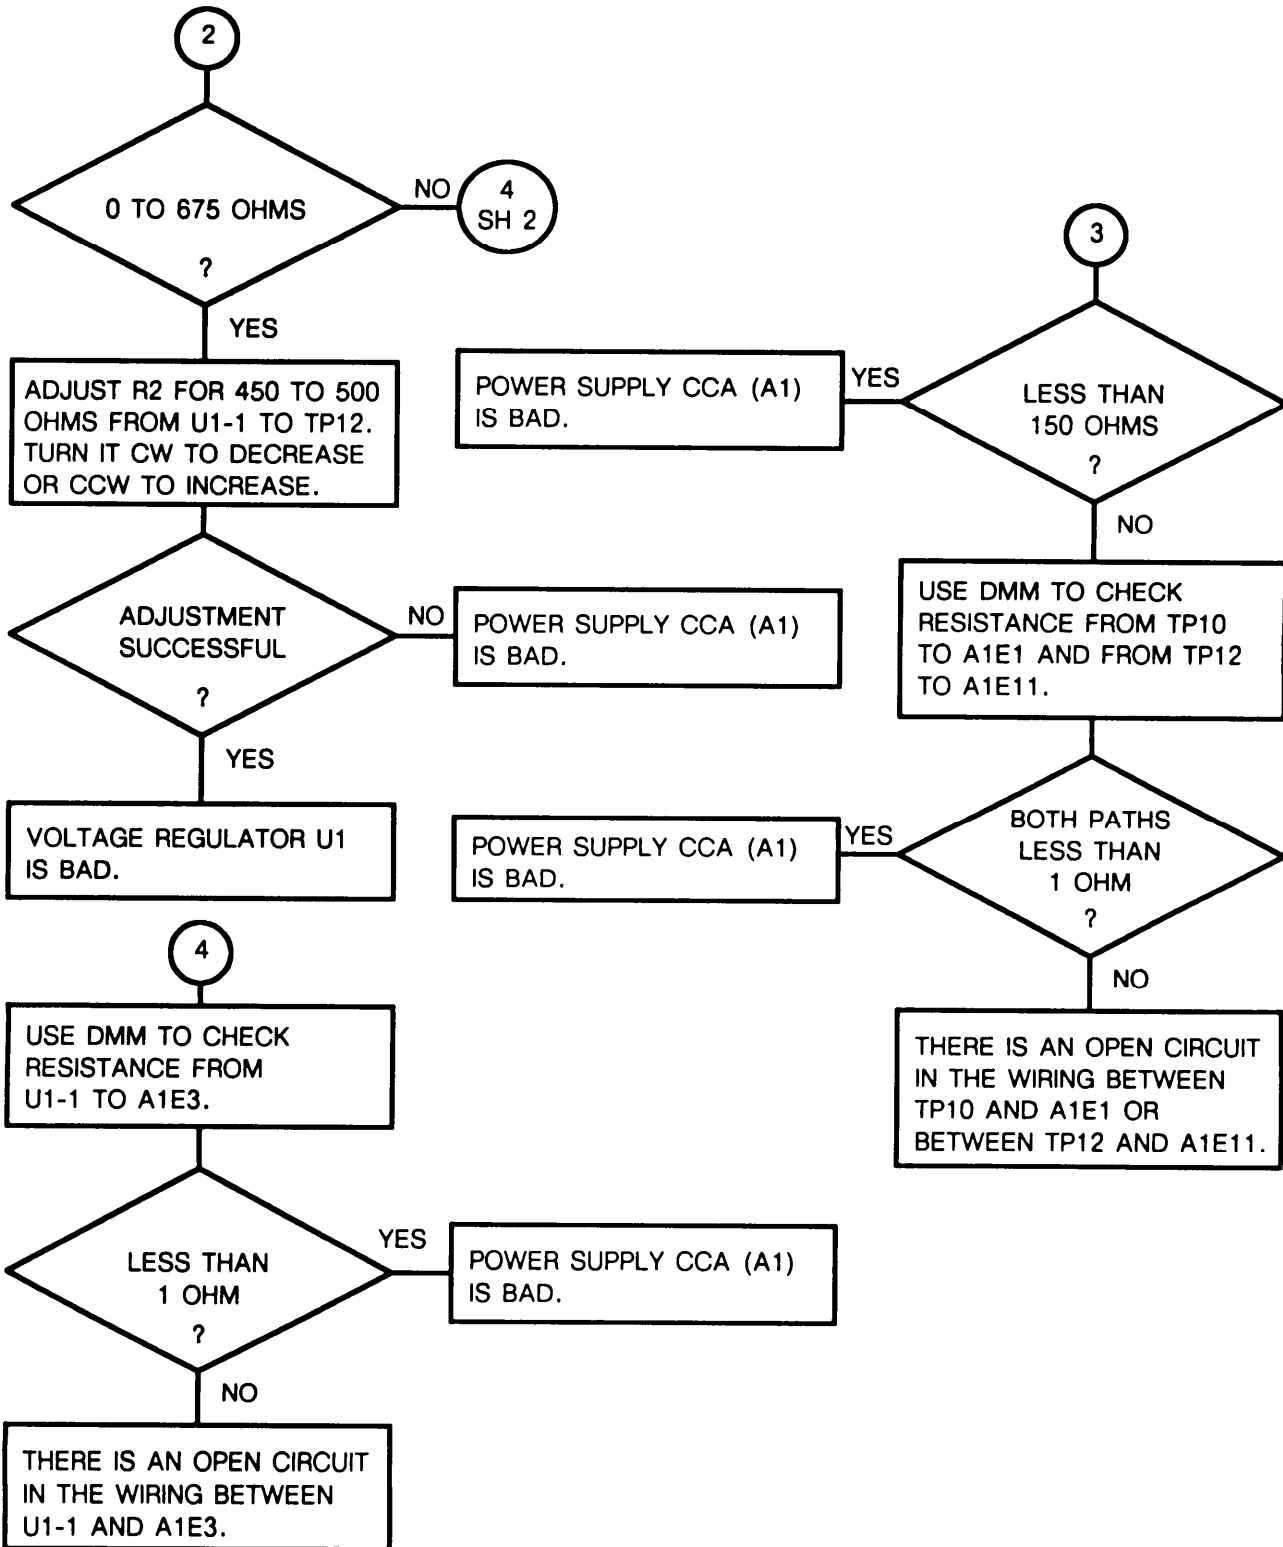 2
0 TO 675 OHMS
?
NO
4
SH 2
YES
ADJUST R2 FOR 450 TO 500
OHMS FROM U1-1 TO TP12.
TURN IT CW TO DECREASE
OR CCW TO INCREASE.
ADJUSTMENT
SUCCESSFUL
?
NO
POWER SUPPLY CCA (A1)
IS BAD.
YES
VOLTAGE REGULATOR U1
IS BAD.
4
USE DMM TO CHECK
RESISTANCE FROM
U1-1 TO A1E3.
LESS THAN
1 OHM
?
YES
POWER SUPPLY CCA (A1)
IS BAD.
NO
THERE IS AN OPEN CIRCUIT
IN THE WIRING BETWEEN
U1-1 AND A1E3.
3
LESS THAN
150 OHMS
?
YES
POWER SUPPLY CCA (A1)
IS BAD.
NO
USE DMM TO CHECK
RESISTANCE FROM TP10
TO A1E1 AND FROM TP12
TO A1E11.
BOTH PATHS
LESS THAN
1 OHM
?
YES
POWER SUPPLY CCA (A1)
IS BAD.
NO
THERE IS AN OPEN CIRCUIT
IN THE WIRING BETWEEN
TP10 AND A1E1 OR
BETWEEN TP12 AND A1E11.